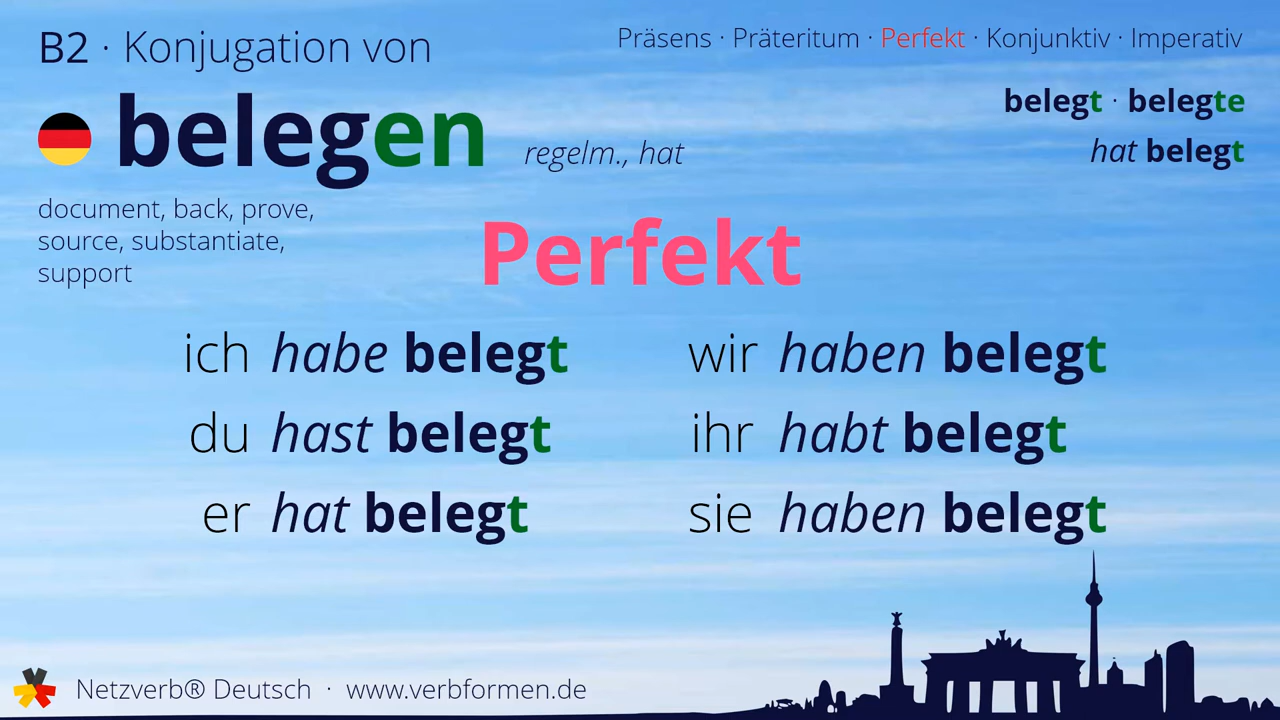 B2 · Konjugation von
Präsens · Präteritum · Perfekt · Konjunktiv · Imperativ
belegen regelm., hat
belegt · belegte
hat belegt
document, back, prove,
source, substantiate,
support
Perfekt
ich habe belegt
du hast belegt
er hat belegt
wir haben belegt
ihr habt belegt
sie haben belegt
Netzverb® Deutsch · www.verbformen.de